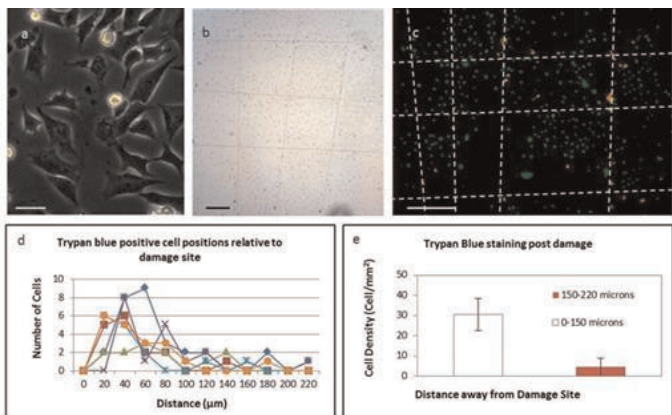 a
b
c
d
Trypan blue positive cell positions relative to
damage site
Number of Cells
10
8
6
4
2
0
0 20 40 60 80 100 120 140 160 180 200 220
Distance (µm)
e
Trypan Blue staining post damage
Cell Density (Cell/mm²)
50
40
30
20
10
0
150-220 microns
0-150 microns
Distance away from Damage Site